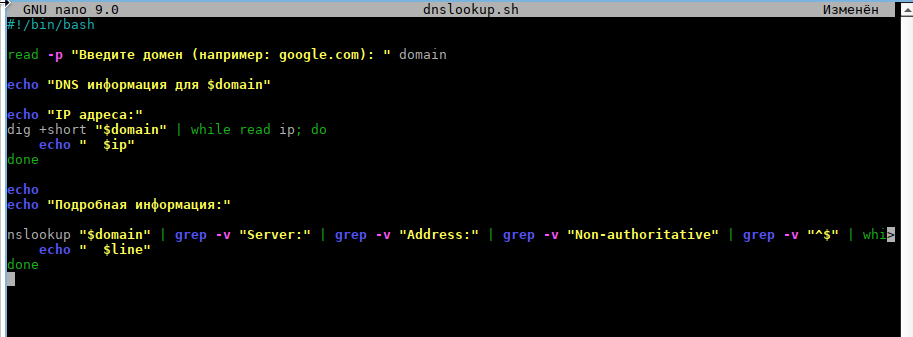 GNU nano 9.0 dnslookup.sh Изменён
#!/bin/bash
read -p "Введите домен (например: google.com): " domain
echo "DNS информация для $domain"
echo "IP адреса:"
dig +short "$domain" | while read ip; do
    echo "  $ip"
done
echo
echo "Подробная информация:"
nslookup "$domain" | grep -v "Server:" | grep -v "Address:" | grep -v "Non-authoritative" | grep -v "^$" | whi>
    echo "  $line"
done